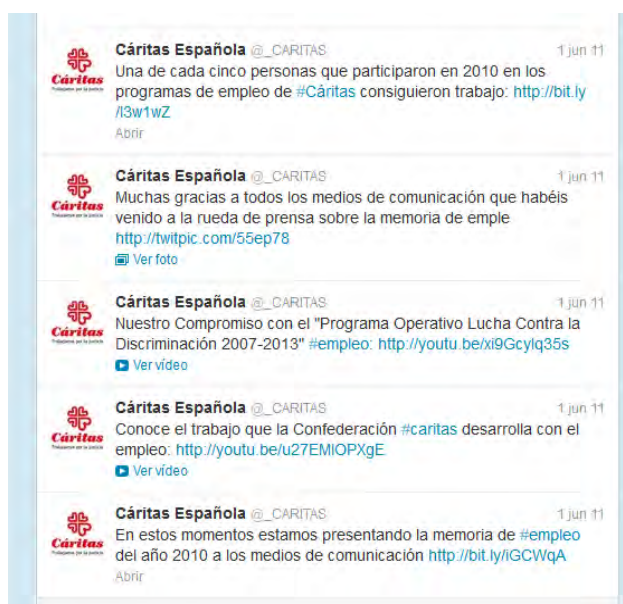 Cáritas Española @_CARITAS 1 jun 11
Una de cada cinco personas que participaron en 2010 en los
programas de empleo de #Cáritas consiguieron trabajo: http://bit.ly
/l3w1wZ
Abrir
Cáritas
Cáritas Española @_CARITAS 1 jun 11
Muchas gracias a todos los medios de comunicación que habéis
venido a la rueda de prensa sobre la memoria de emple
http://twitpic.com/55ep78
Ver foto
Cáritas
Cáritas Española @_CARITAS 1 jun 11
Nuestro Compromiso con el "Programa Operativo Lucha Contra la
Discriminación 2007-2013" #empleo: http://youtu.be/xi9Gcylq35s
Ver vídeo
Cáritas
Cáritas Española @_CARITAS 1 jun 11
Conoce el trabajo que la Confederación #caritas desarrolla con el
empleo: http://youtu.be/u27EMIOPXgE
Ver vídeo
Cáritas
Cáritas Española @_CARITAS 1 jun 11
En estos momentos estamos presentando la memoria de #empleo
del año 2010 a los medios de comunicación http://bit.ly/iGCWqA
Abrir
Cáritas